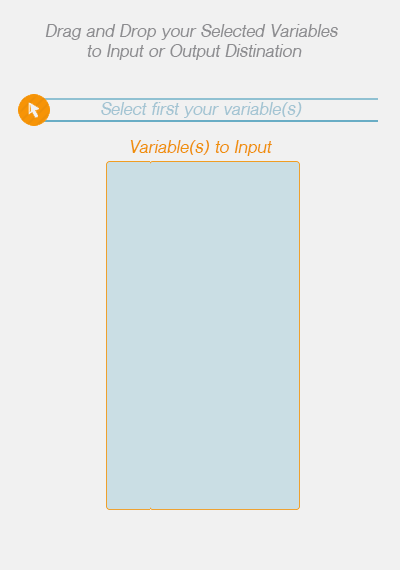 Drag and Drop your Selected Variables
to Input or Output Distination
Select first your variable(s)
Variable(s) to Input